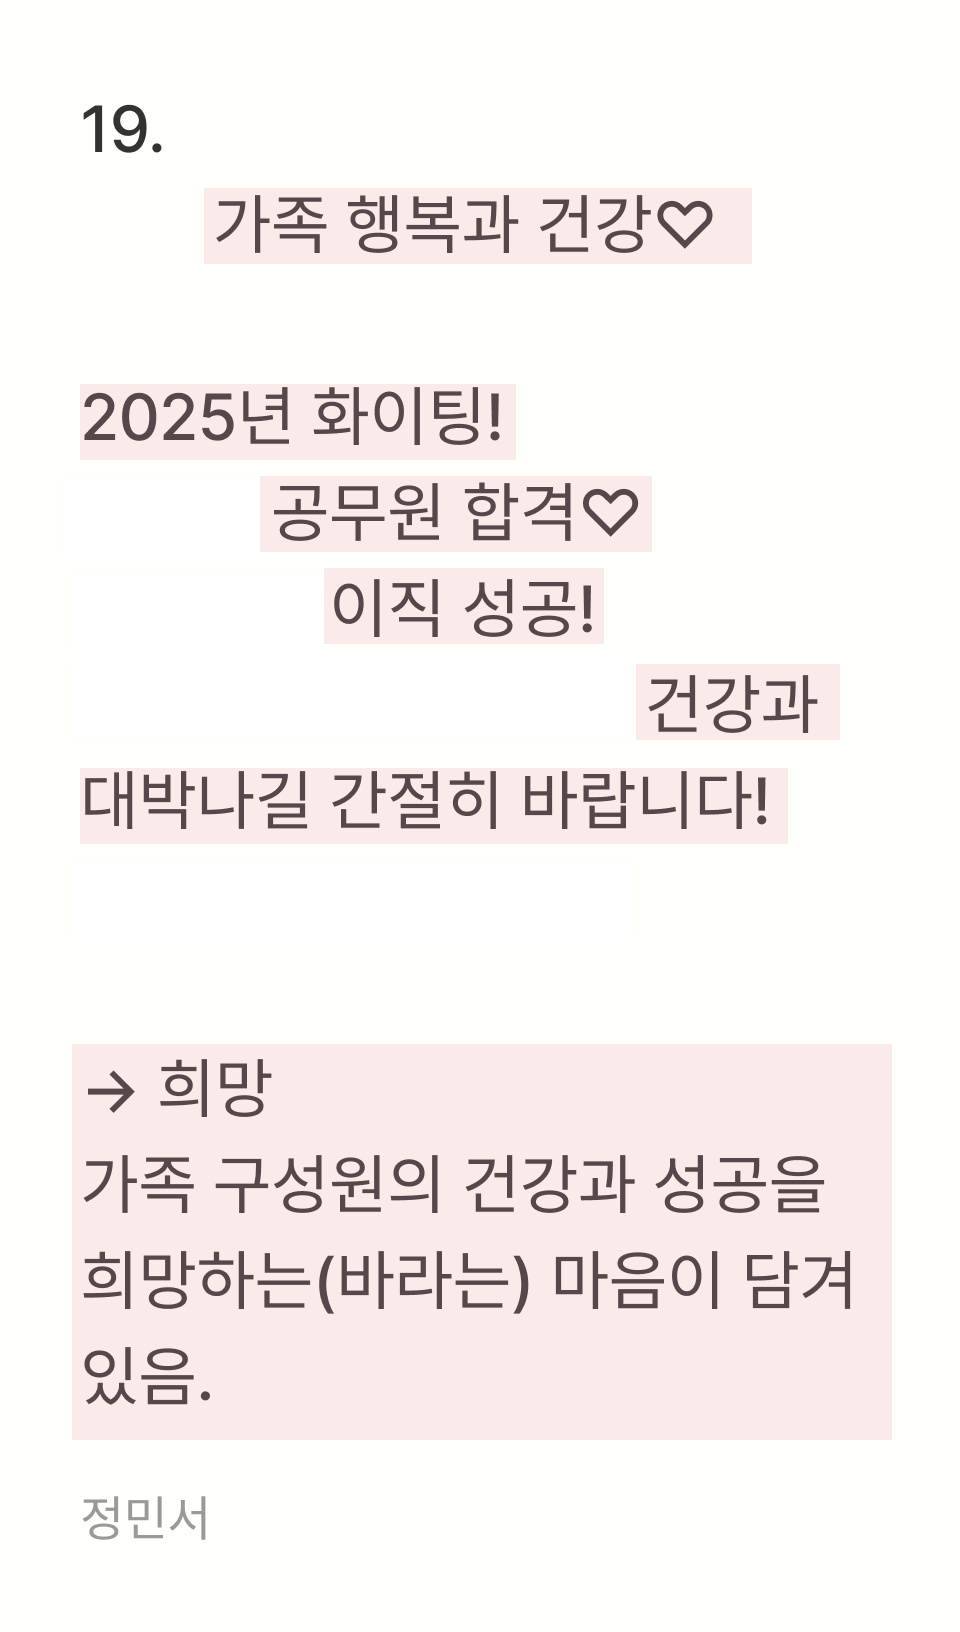 19.
가족 행복과 건강♡
2025년 화이팅!
공무원 합격♡
이직 성공!
건강과
대박나길 간절히 바랍니다!
→ 희망
가족 구성원의 건강과 성공을
희망하는(바라는) 마음이 담겨
있음.
정민서